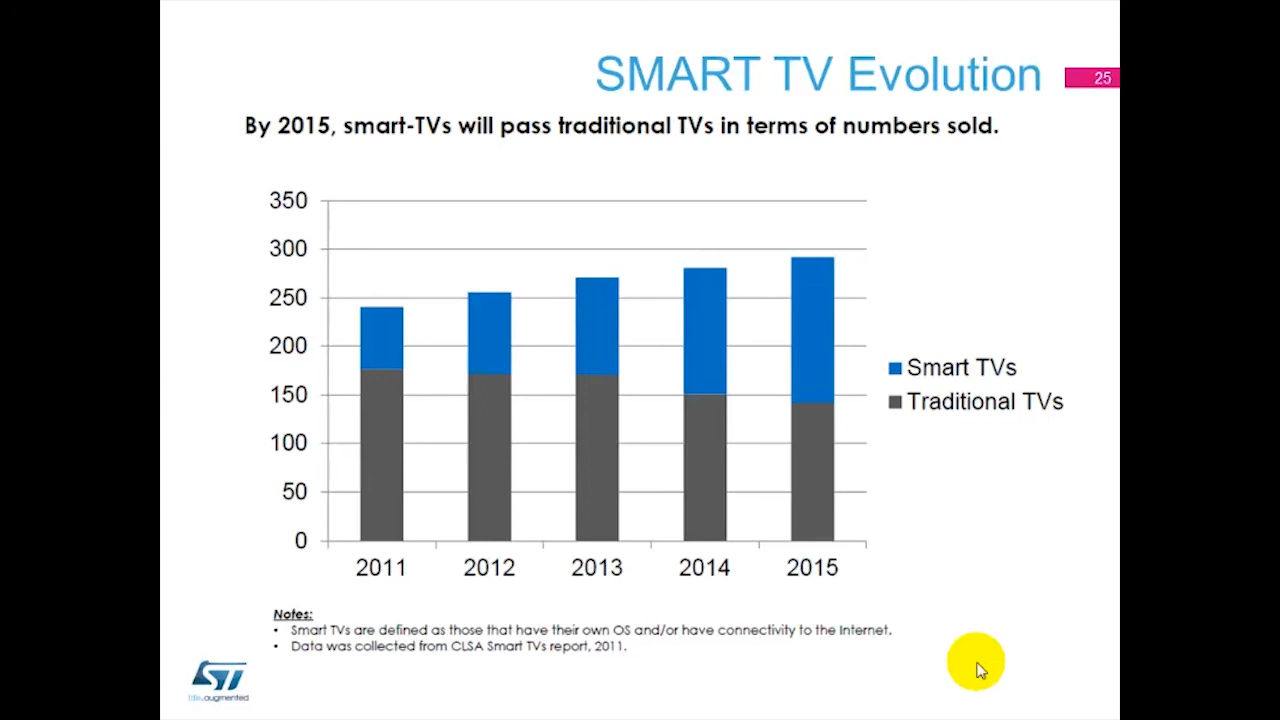 SMART TV Evolution
25
By 2015, smart-TVs will pass traditional TVs in terms of numbers sold.
350
300
250
200
150
100
50
0
2011 2012 2013 2014 2015
Smart TVs
Traditional TVs
Notes:
• Smart TVs are defined as those that have their own OS and/or have connectivity to the Internet.
• Data was collected from CLSA Smart TVs report, 2011.
ST
life.augmented